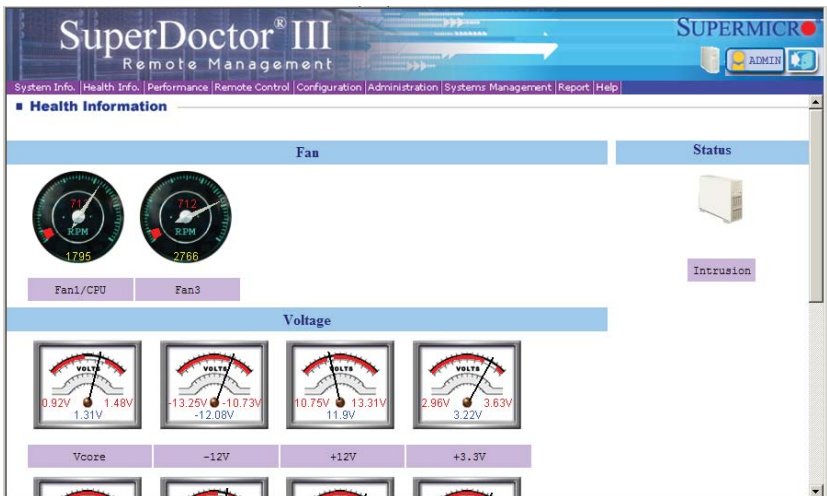 SuperDoctor® III
Remote Management
SUPERMICRO®
ADMIN
System Info. Health Info. Performance Remote Control Configuration Administration Systems Management Report Help
Health Information
Fan
Status
712
RPM
1795
712
RPM
2766
Fan1/CPU Fan3
Intrusion
Voltage
VOLTS
0.92V 1.48V
1.31V
VOLTS
-13.25V -10.73V
-12.08V
VOLTS
10.75V 13.31V
11.9V
VOLTS
2.96V 3.63V
3.22V
Vcore -12V +12V +3.3V